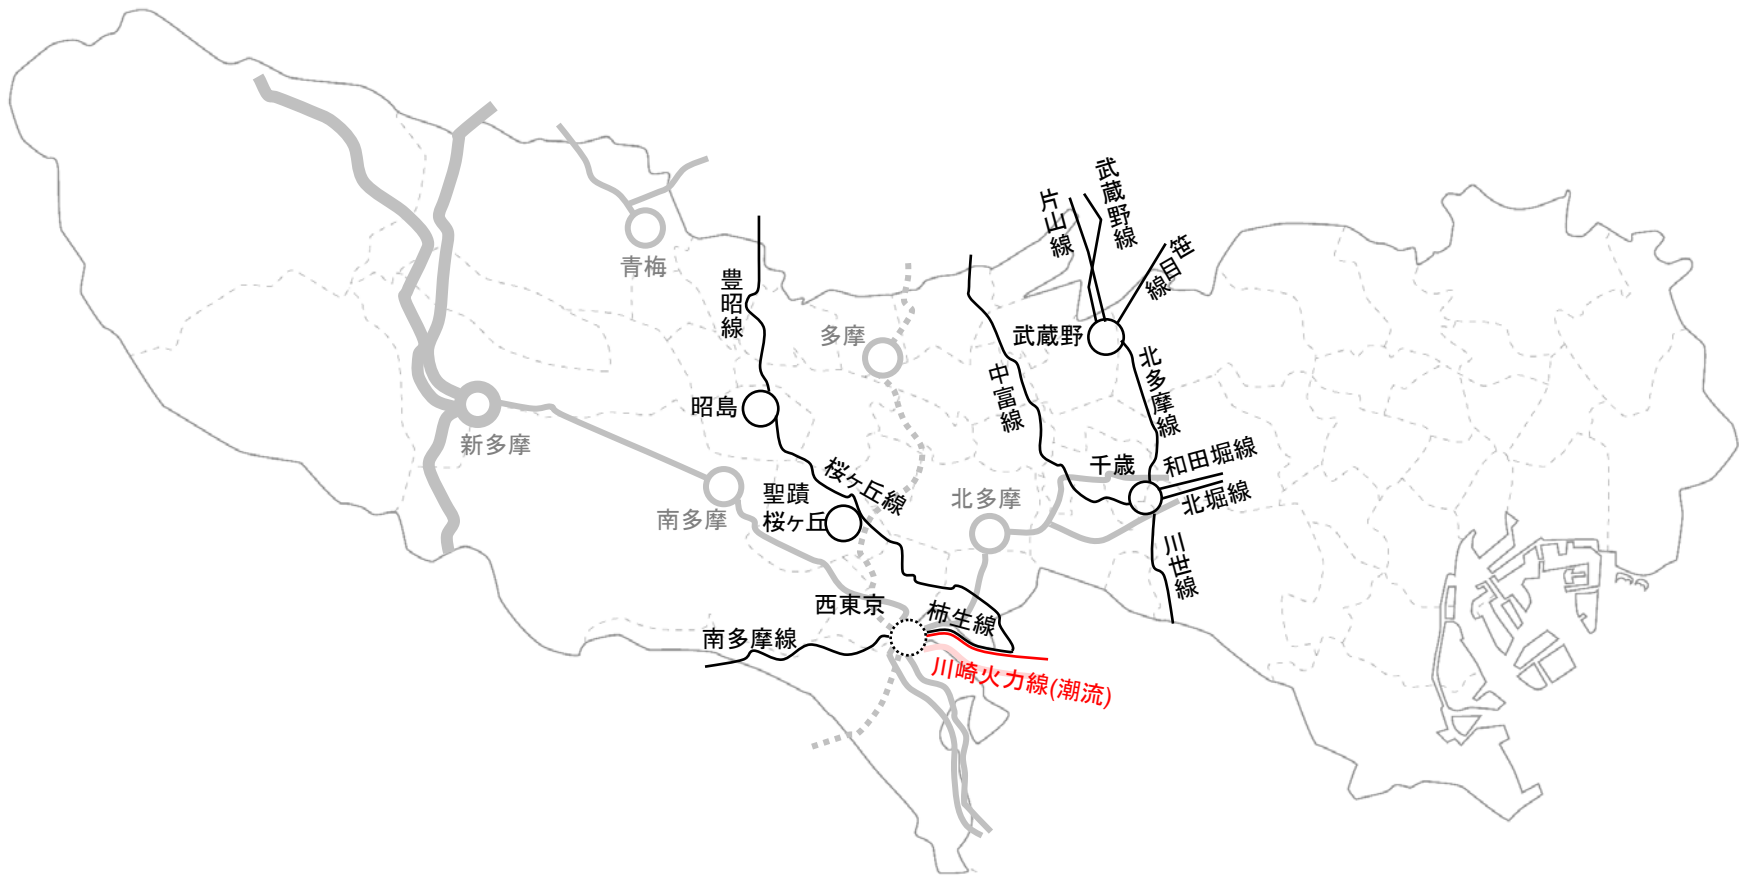 武蔵野線
片山線
笹目線
青梅
豊昭線
多摩
武蔵野
北多摩線
中富線
昭島
新多摩
和田堀線
千歳
桜ヶ丘線
聖蹟
桜ヶ丘
北多摩
北堀線
南多摩
川世線
西東京
柿生線
南多摩線
川崎火力線(潮流)